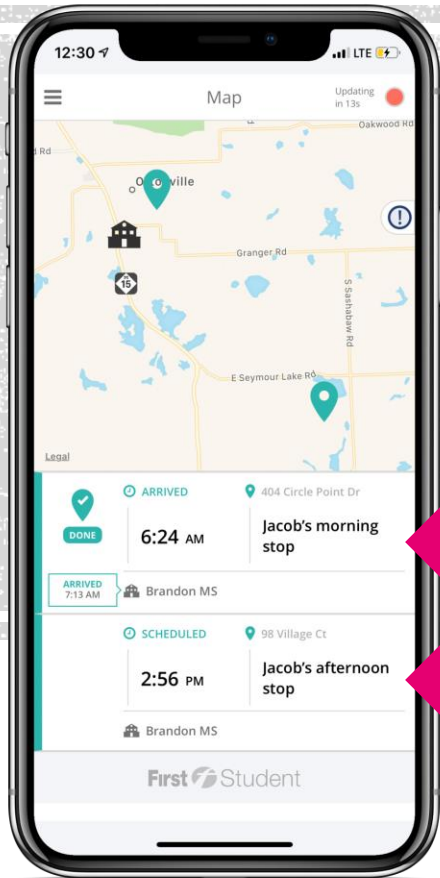 12:30
LTE
Map
Updating
in 13s
Oakwood Rd
d Rd
ville
Granger Rd
15
S Sashabaw Rd
E Seymour Lake Rd
Legal
ARRIVED
404 Circle Point Dr
DONE
6:24 AM
Jacob's morning
stop
ARRIVED
7:13 AM
Brandon MS
SCHEDULED
98 Village Ct
2:56 PM
Jacob's afternoon
stop
Brandon MS
First Student